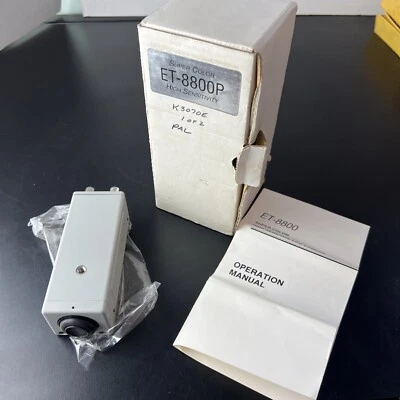 SUPER COLOR
ET-8800P
HIGH SENSITIVITY
K3070E
1 of 2
PAL
ET-8800
OPERATION
MANUAL